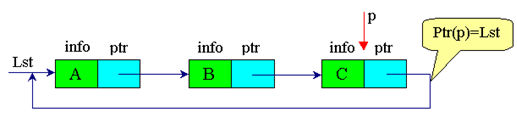 p
Ptr(p)=Lst
info ptr info ptr info ptr
Lst
A B C